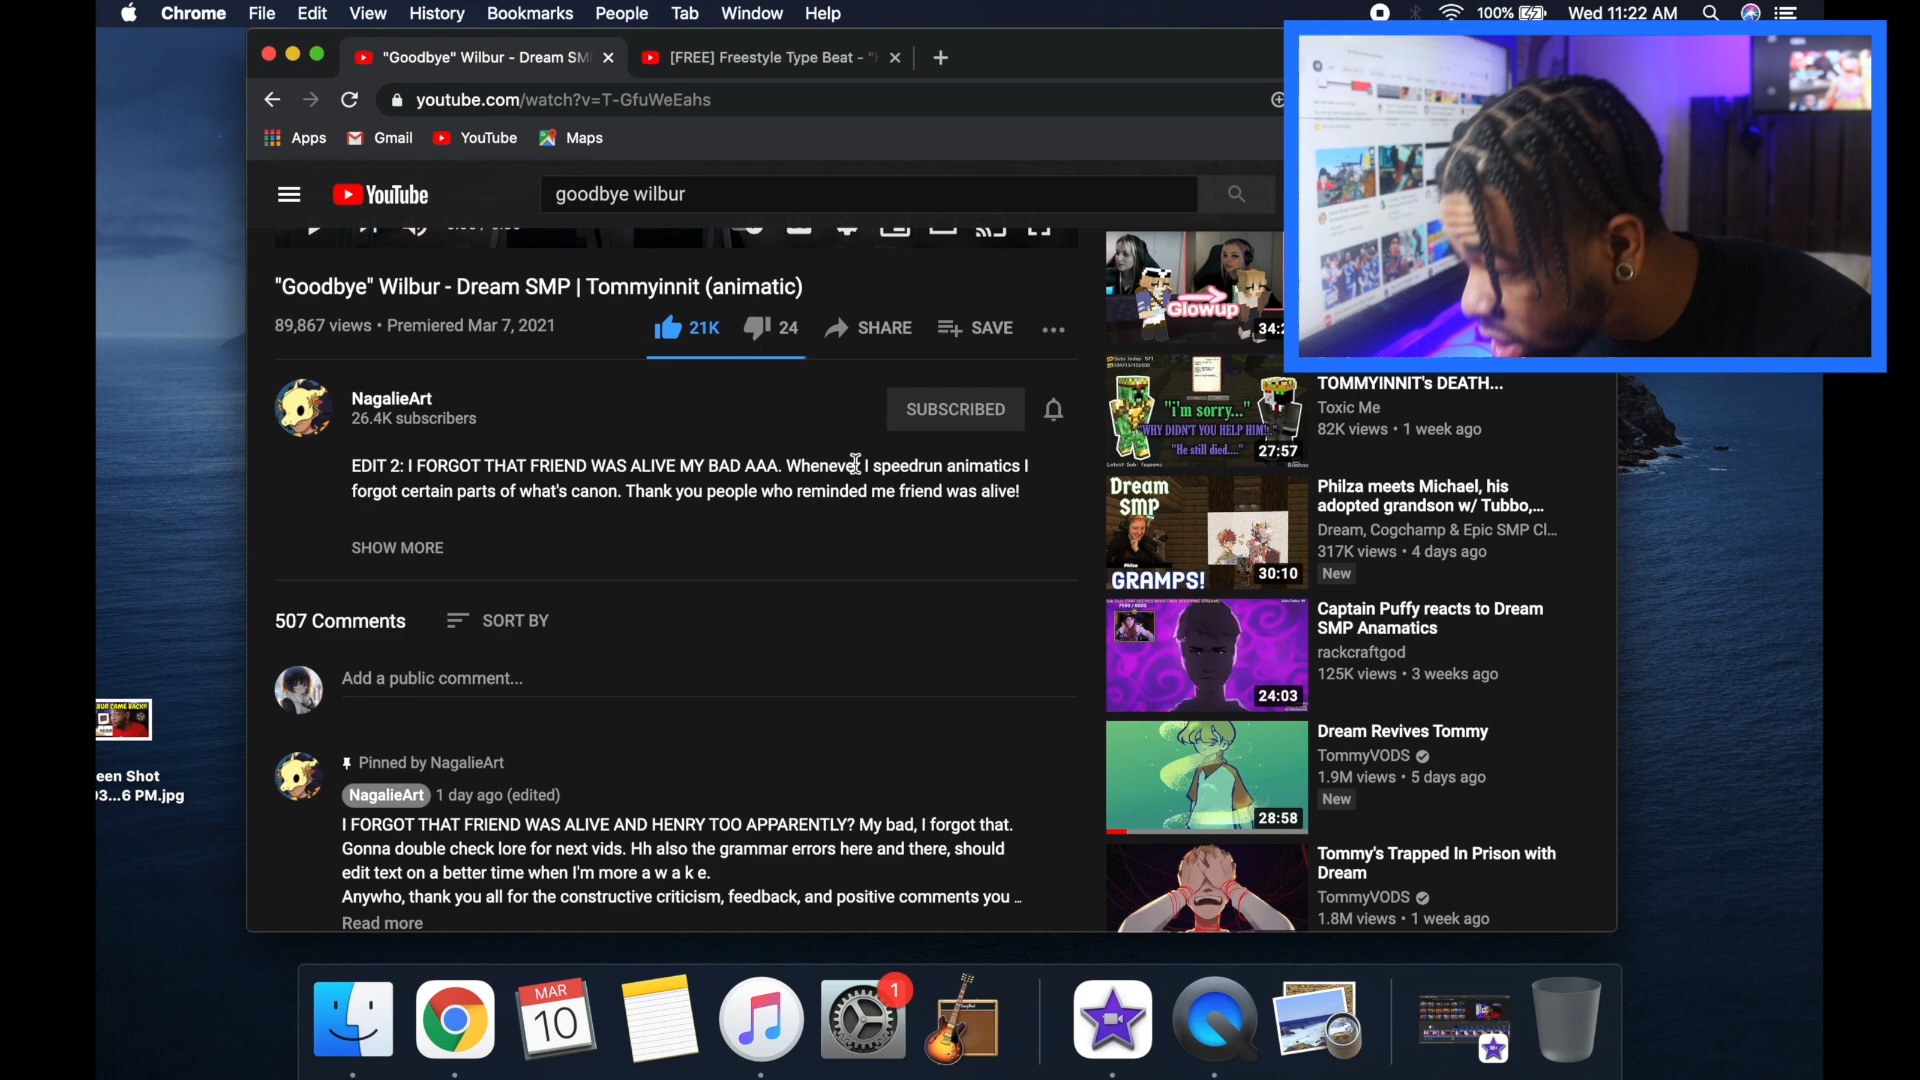 Chrome File Edit View History Bookmarks People Tab Window Help
100% Wed 11:22 AM
"Goodbye" Wilbur - Dream SM
[FREE] Freestyle Type Beat - "
youtube.com/watch?v=T-GfuWeEahs
Apps Gmail YouTube Maps
YouTube
goodbye wilbur
"Goodbye" Wilbur - Dream SMP | Tommyinnit (animatic)
89,867 views • Premiered Mar 7, 2021
21K 24 SHARE SAVE
NagalieArt
26.4K subscribers
SUBSCRIBED
EDIT 2: I FORGOT THAT FRIEND WAS ALIVE MY BAD AAA. Whenever I speedrun animatics I
forgot certain parts of what's canon. Thank you people who reminded me friend was alive!
SHOW MORE
507 Comments SORT BY
Add a public comment...
Pinned by NagalieArt
NagalieArt 1 day ago (edited)
I FORGOT THAT FRIEND WAS ALIVE AND HENRY TOO APPARENTLY? My bad, I forgot that.
Gonna double check lore for next vids. Hh also the grammar errors here and there, should
edit text on a better time when I'm more a w a k e.
Anywho, thank you all for the constructive criticism, feedback, and positive comments you ...
Read more
Glowup
34:2
"i'm sorry..."
"WHY DIDN'T YOU HELP HIM!.."
"He still died...."
27:57
TOMMYINNIT's DEATH...
Toxic Me
82K views • 1 week ago
Dream
SMP
GRAMPS!
30:10
Philza meets Michael, his
adopted grandson w/ Tubbo,...
Dream, Cogchamp & Epic SMP Cl...
317K views • 4 days ago
New
24:03
Captain Puffy reacts to Dream
SMP Anamatics
rackcraftgod
125K views • 3 weeks ago
28:58
Dream Revives Tommy
TommyVODS
1.9M views • 5 days ago
New
Tommy's Trapped In Prison with
Dream
TommyVODS
1.8M views • 1 week ago
BUR CAME BACK!!
een Shot
03...6 PM.jpg
MAR
10
1